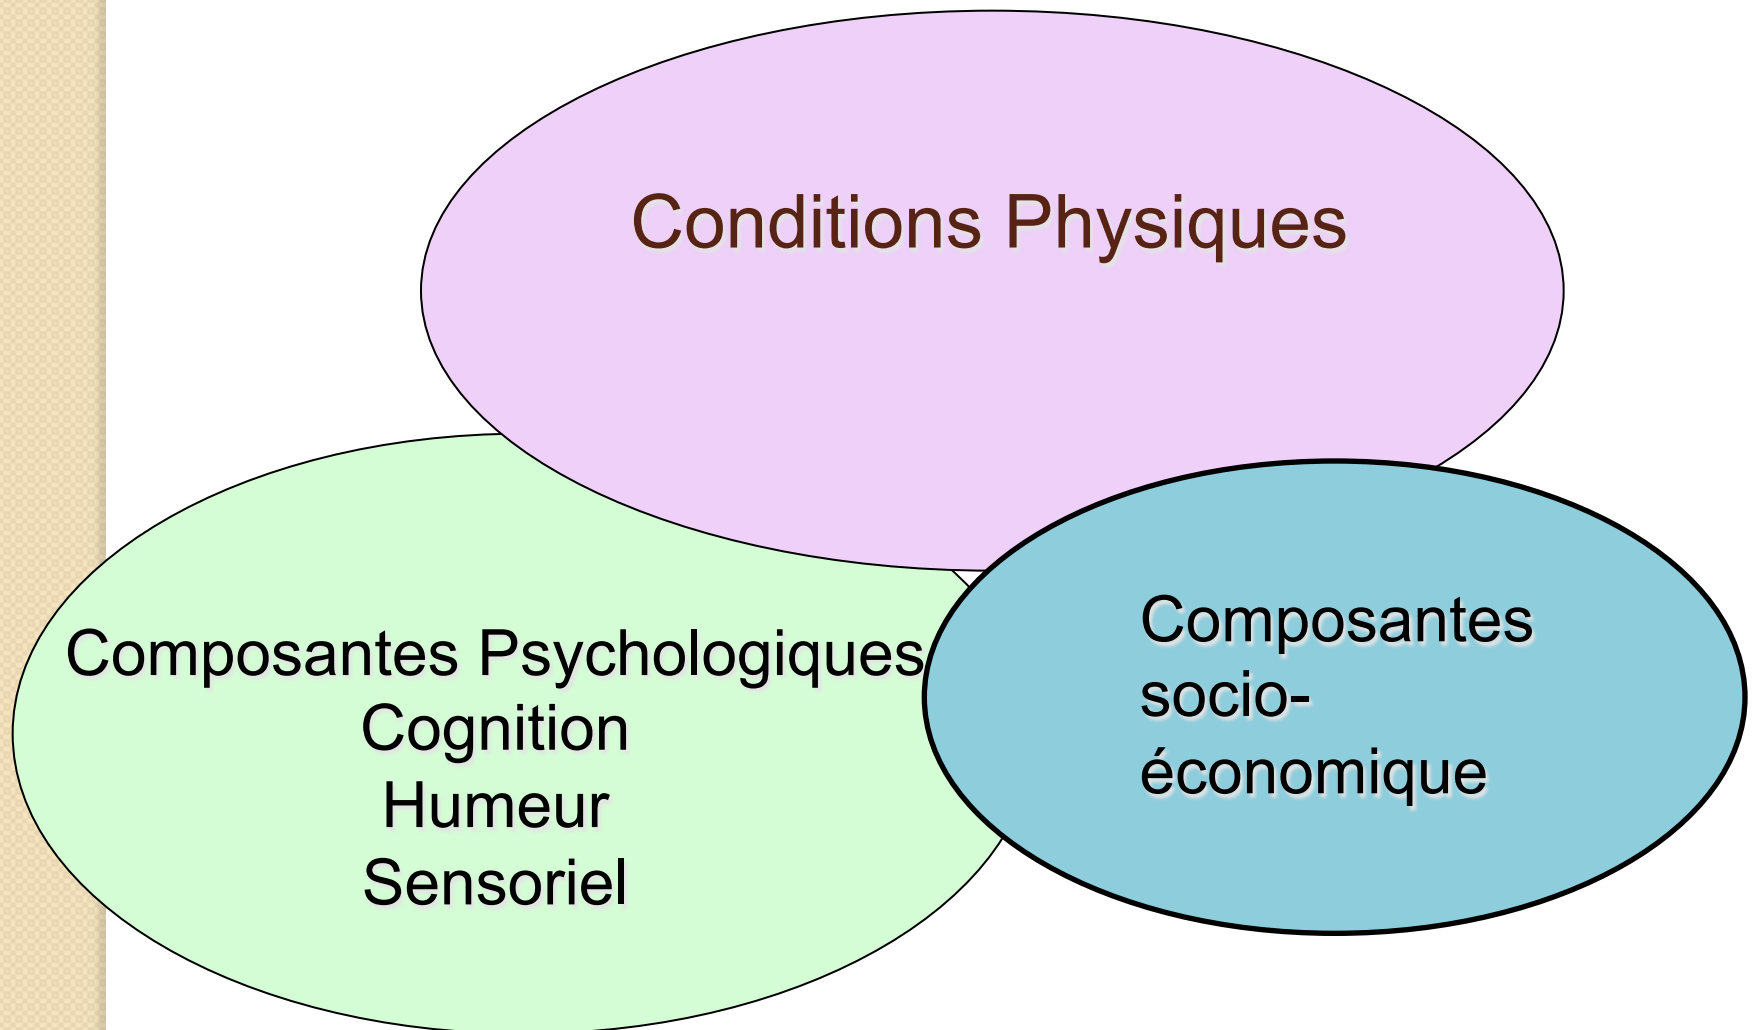 Conditions Physiques
Composantes Psychologiques
Cognition
Humeur
Sensoriel
Composantes
socio-
économique